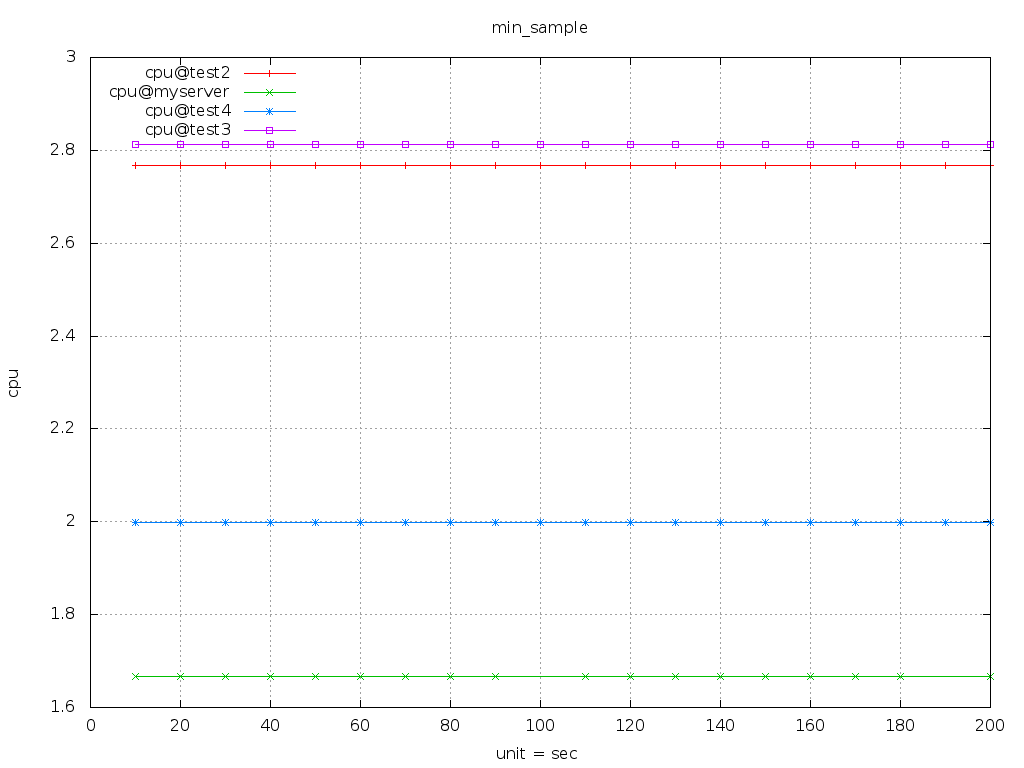 min_sample
3
cpu@test2
cpu@myserver
cpu@test4
cpu@test3
2.8
2.6
2.4
cpu
2.2
2
1.8
1.6
0 20 40 60 80 100 120 140 160 180 200
unit = sec